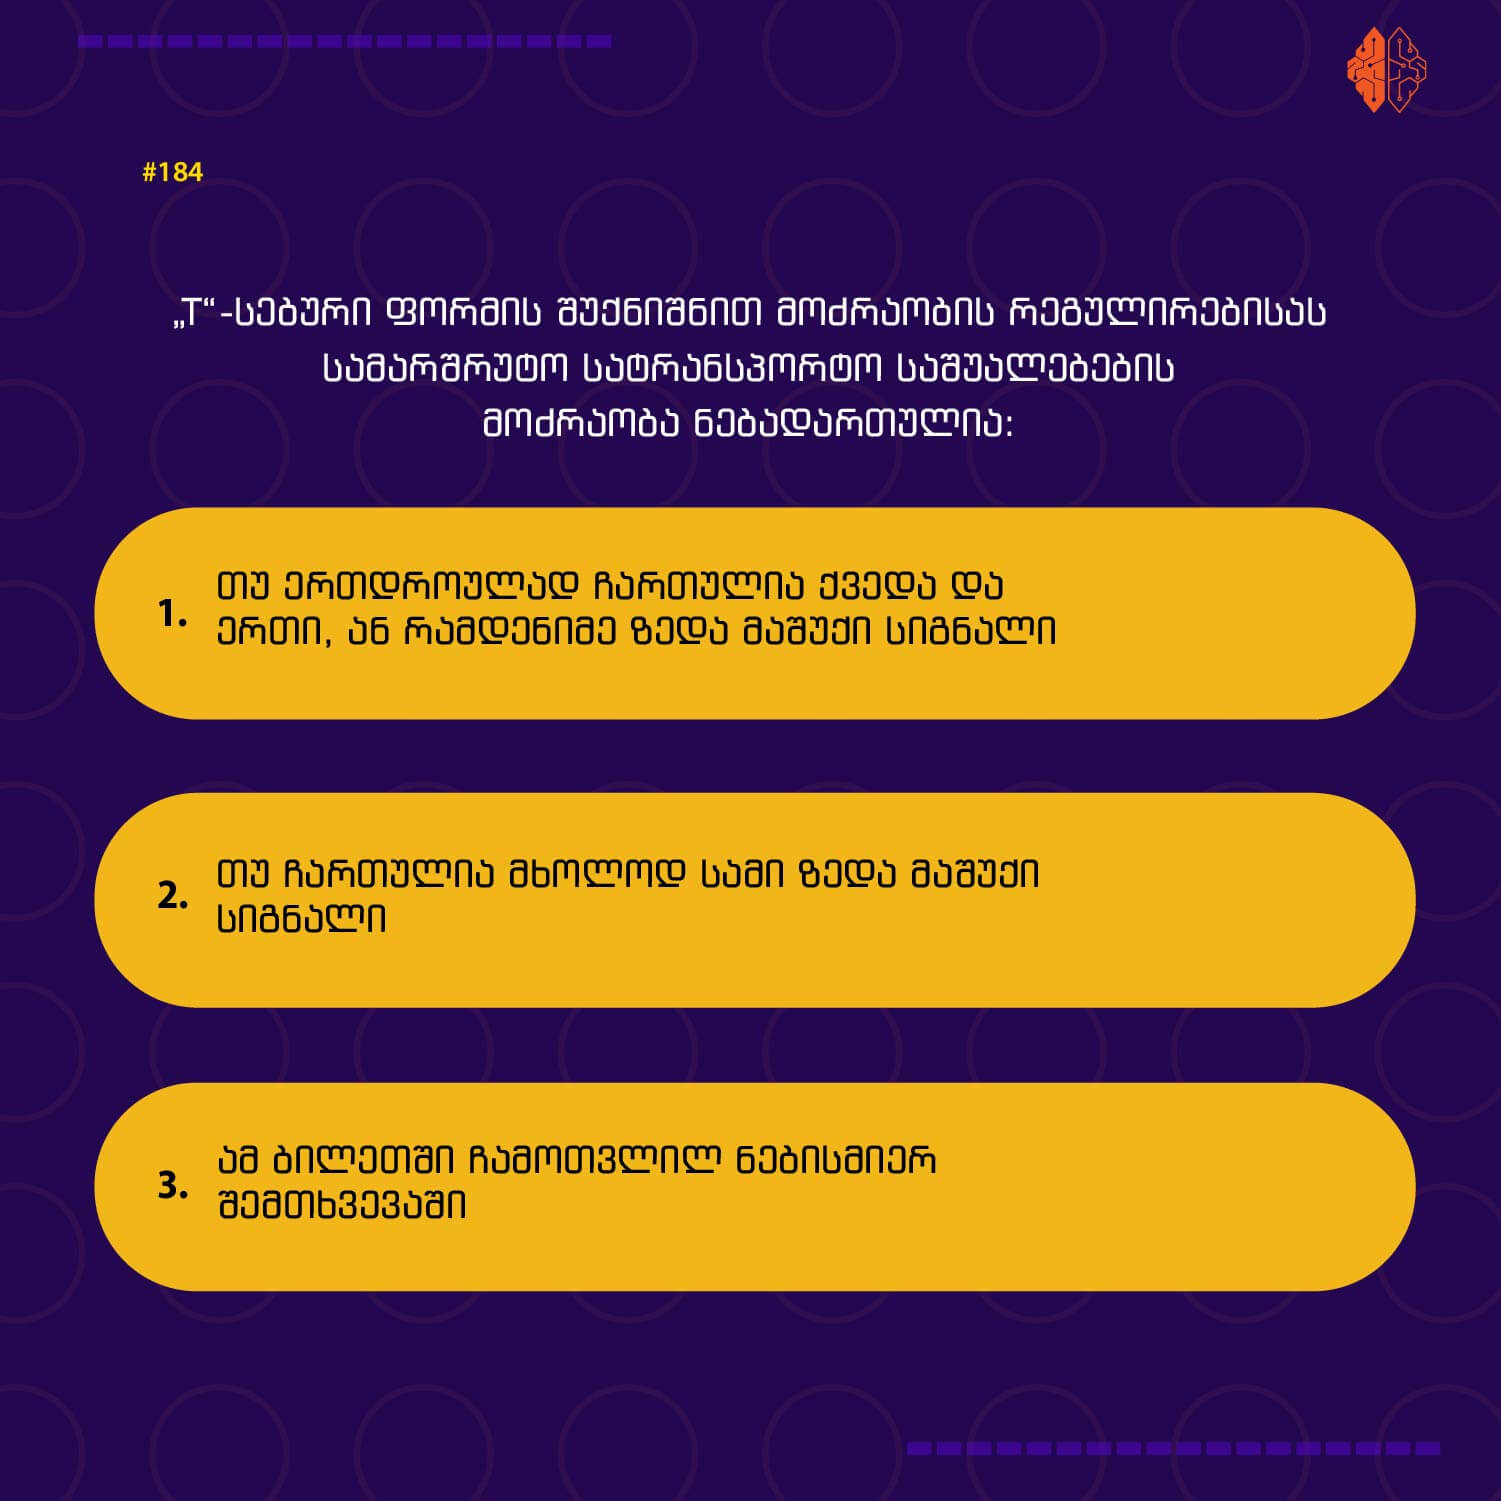 #184
„T“-სებური ფორმის შუქნიშნით მოძრაობის რეგულირებისას
სამარშრუტო სატრანსპორტო საშუალებების
მოძრაობა ნებადართულია:
1. თუ ერთდროულად ჩართულია ქვედა და
ერთი, ან რამდენიმე ზედა მაშუქი სიგნალი
2. თუ ჩართულია მხოლოდ სამი ზედა მაშუქი
სიგნალი
3. ამ ბილეთში ჩამოთვლილ ნებისმიერ
შემთხვევაში